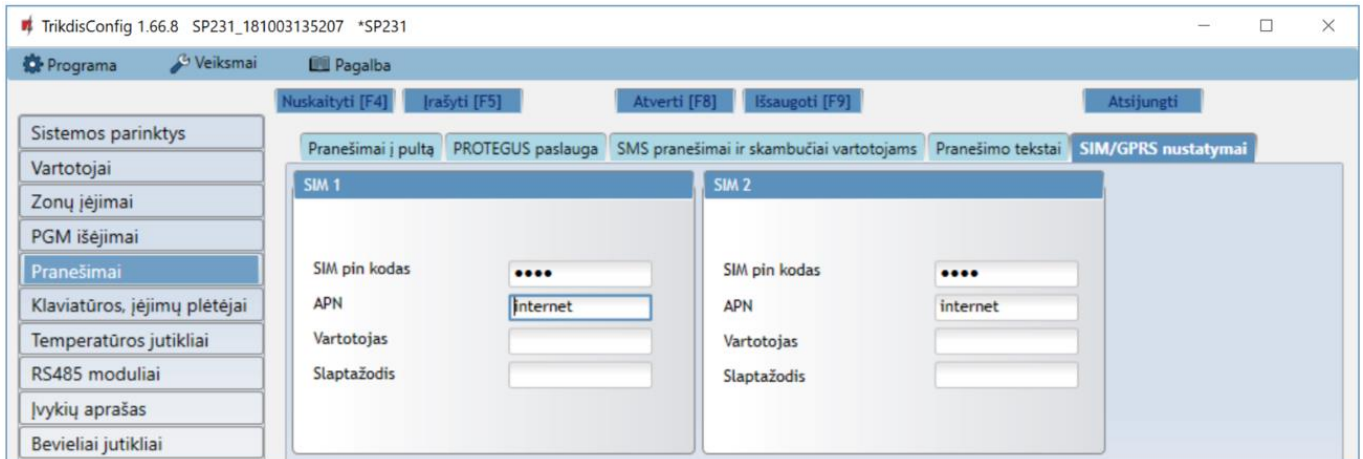 TrikdisConfig 1.66.8 SP231_181003135207 *SP231
Programa Veiksmai Pagalba
Nuskaityti [F4] Įrašyti [F5] Atverti [F8] Išsaugoti [F9] Atsijungti
Sistemos parinktys
Vartotojai
Zonų įėjimai
PGM išėjimai
Pranešimai
Klaviatūros, įėjimų plėtėjai
Temperatūros jutikliai
RS485 moduliai
Įvykių aprašas
Bevieliai jutikliai
Pranešimai į pultą PROTEGUS paslauga SMS pranešimai ir skambučiai vartotojams Pranešimo tekstai SIM/GPRS nustatymai
SIM 1
SIM pin kodas ••••
APN internet
Vartotojas
Slaptažodis
SIM 2
SIM pin kodas ••••
APN internet
Vartotojas
Slaptažodis